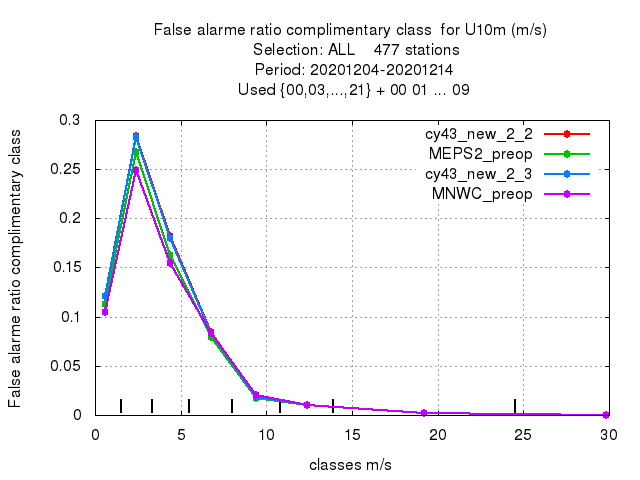 False alarme ratio complimentary class  for U10m (m/s)
Selection: ALL    477 stations
Period: 20201204-20201214
Used {00,03,...,21} + 00 01 ... 09
False alarme ratio complimentary class
0.3
0.25
0.2
0.15
0.1
0.05
0
cy43_new_2_2
MEPS2_preop
cy43_new_2_3
MNWC_preop
0 5 10 15 20 25 30
classes m/s